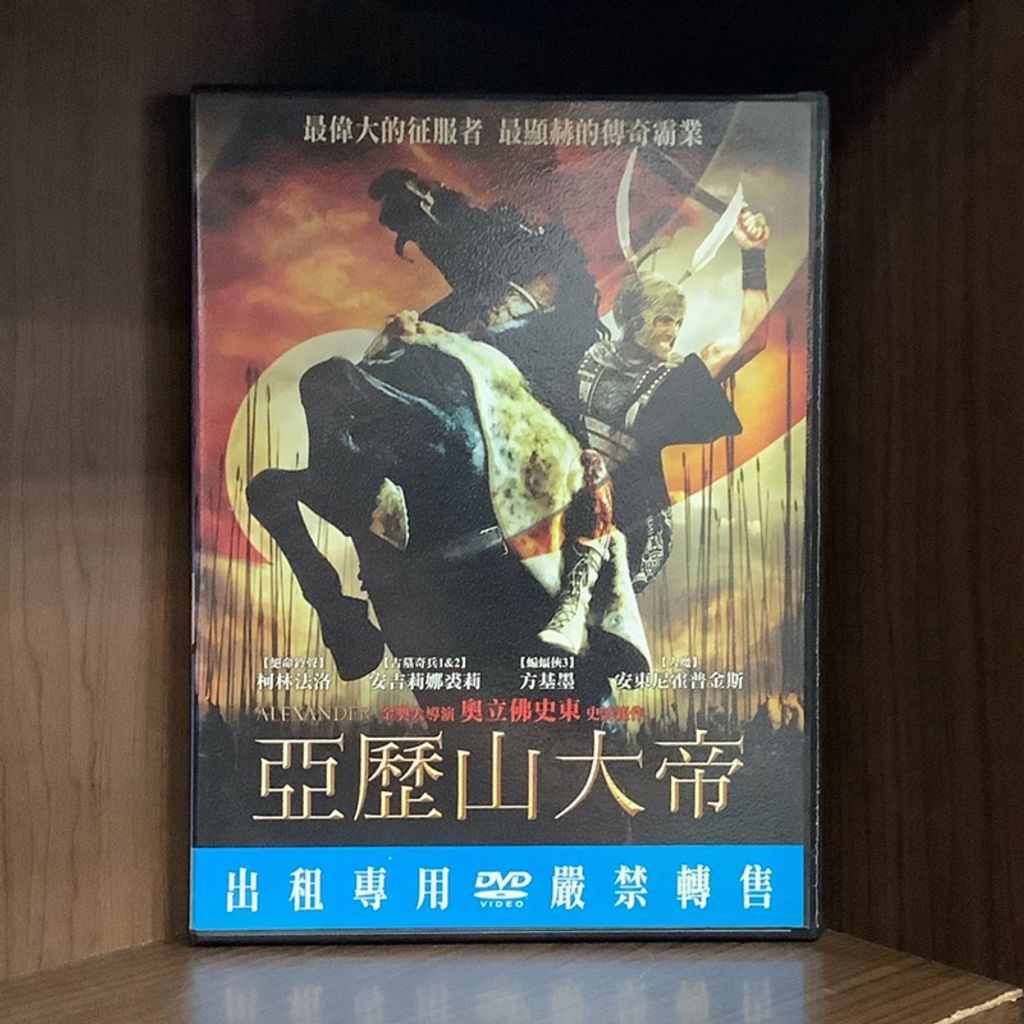 最偉大的征服者 最顯赫的傳奇霸業
【絕命鈴聲】 【古墓奇兵1&2】 【蝙蝠俠3】 【人魔】
柯林法洛 安吉莉娜裘莉 方基墨 安東尼霍普金斯
ALEXANDER 金獎大導演 奧立佛史東
亞歷山大帝
出租專用 DVD VIDEO 嚴禁轉售